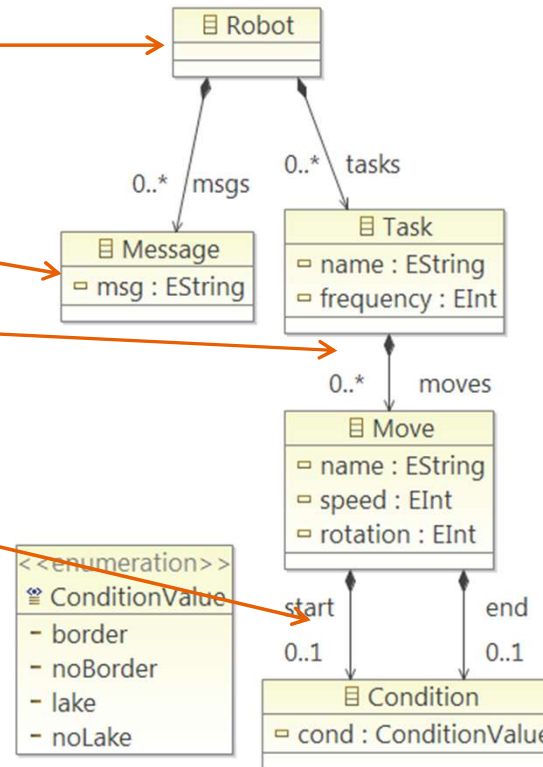 Robot
0..* msgs
0..* tasks
Message
msg : EString
Task
name : EString
frequency : EInt
0..* moves
Move
name : EString
speed : EInt
rotation : EInt
<<enumeration>>
ConditionValue
border
noBorder
lake
noLake
start
0..1
end
0..1
Condition
cond : ConditionValue